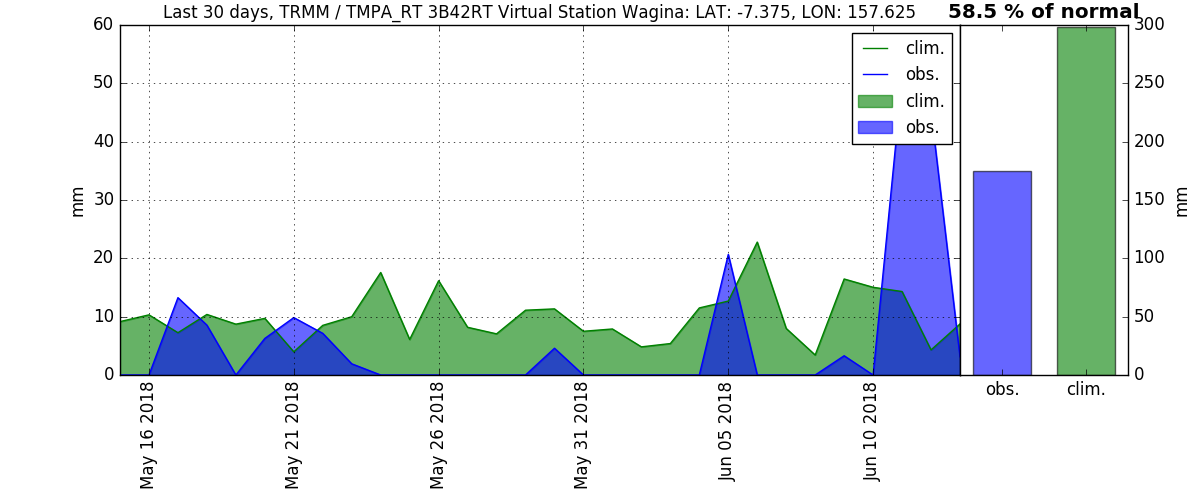 Last 30 days, TRMM / TMPA_RT 3B42RT Virtual Station Wagina: LAT: -7.375, LON: 157.625
58.5 % of normal
60
50
40
30
20
10
0
mm
clim.
obs.
clim.
obs.
300
250
200
150
100
50
0
mm
obs.
clim.
May 16 2018
May 21 2018
May 26 2018
May 31 2018
Jun 05 2018
Jun 10 2018